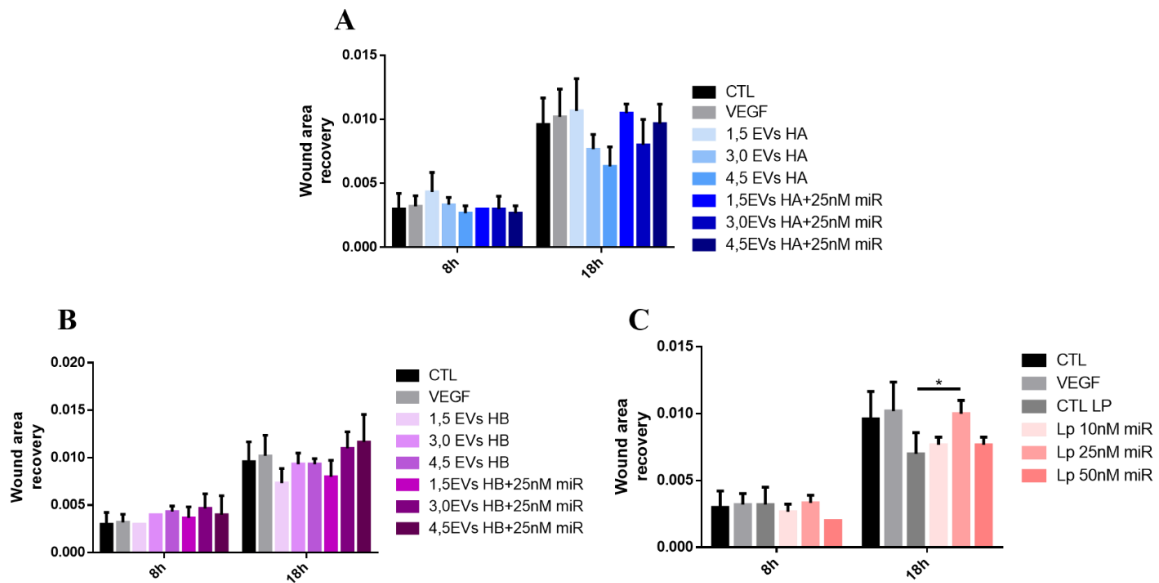 A
Wound area
recovery
0.015
0.010
0.005
0.000
8h
18h
CTL
VEGF
1,5 EVs HA
3,0 EVs HA
4,5 EVs HA
1,5EVs HA+25nM miR
3,0EVs HA+25nM miR
4,5EVs HA+25nM miR
B
Wound area
recovery
0.020
0.015
0.010
0.005
0.000
8h
18h
CTL
VEGF
1,5 EVs HB
3,0 EVs HB
4,5 EVs HB
1,5EVs HB+25nM miR
3,0EVs HB+25nM miR
4,5EVs HB+25nM miR
C
Wound area
recovery
0.015
0.010
0.005
0.000
*
8h
18h
CTL
VEGF
CTL LP
Lp 10nM miR
Lp 25nM miR
Lp 50nM miR